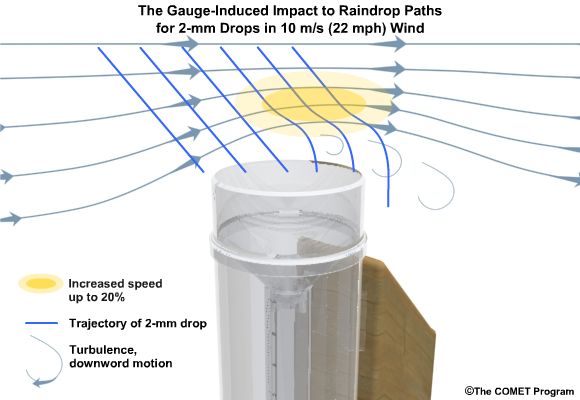 The Gauge-Induced Impact to Raindrop Paths
for 2-mm Drops in 10 m/s (22 mph) Wind
Increased speed
up to 20%
Trajectory of 2-mm drop
Turbulence,
downword motion
©The COMET Program